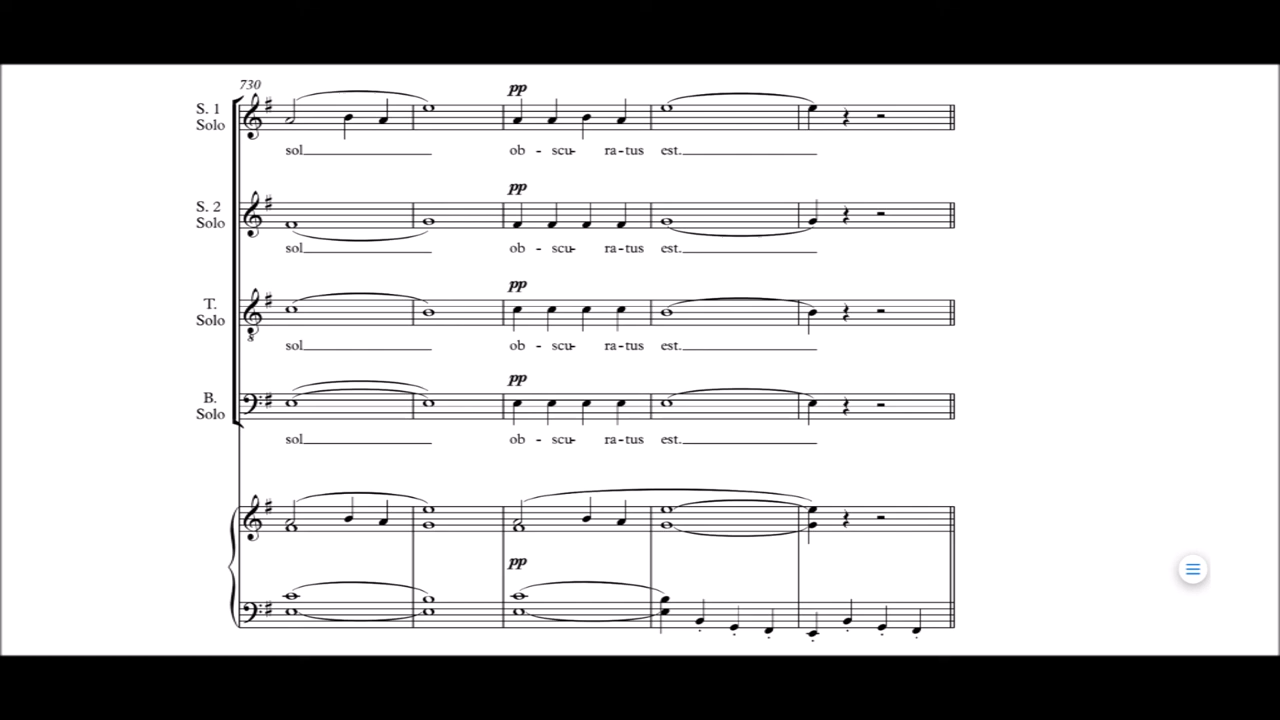 730
pp
S. 1
Solo
sol ob - scu- ra-tus est.
pp
S. 2
Solo
sol ob - scu- ra-tus est.
pp
T.
Solo
8
sol ob - scu- ra-tus est.
pp
B.
Solo
sol ob - scu- ra-tus est.
pp